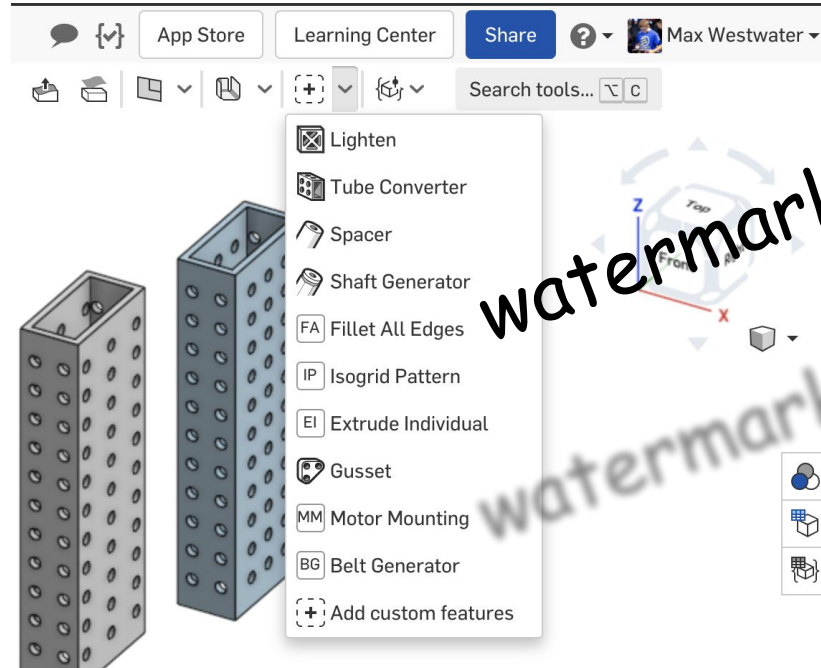 App Store
Learning Center
Share
Max Westwater
Search tools... ⌥ C
Lighten
Tube Converter
Spacer
Shaft Generator
FA Fillet All Edges
IP Isogrid Pattern
EI Extrude Individual
Gusset
MM Motor Mounting
BG Belt Generator
Add custom features
Z
Top
Front
X
watermark
watermark